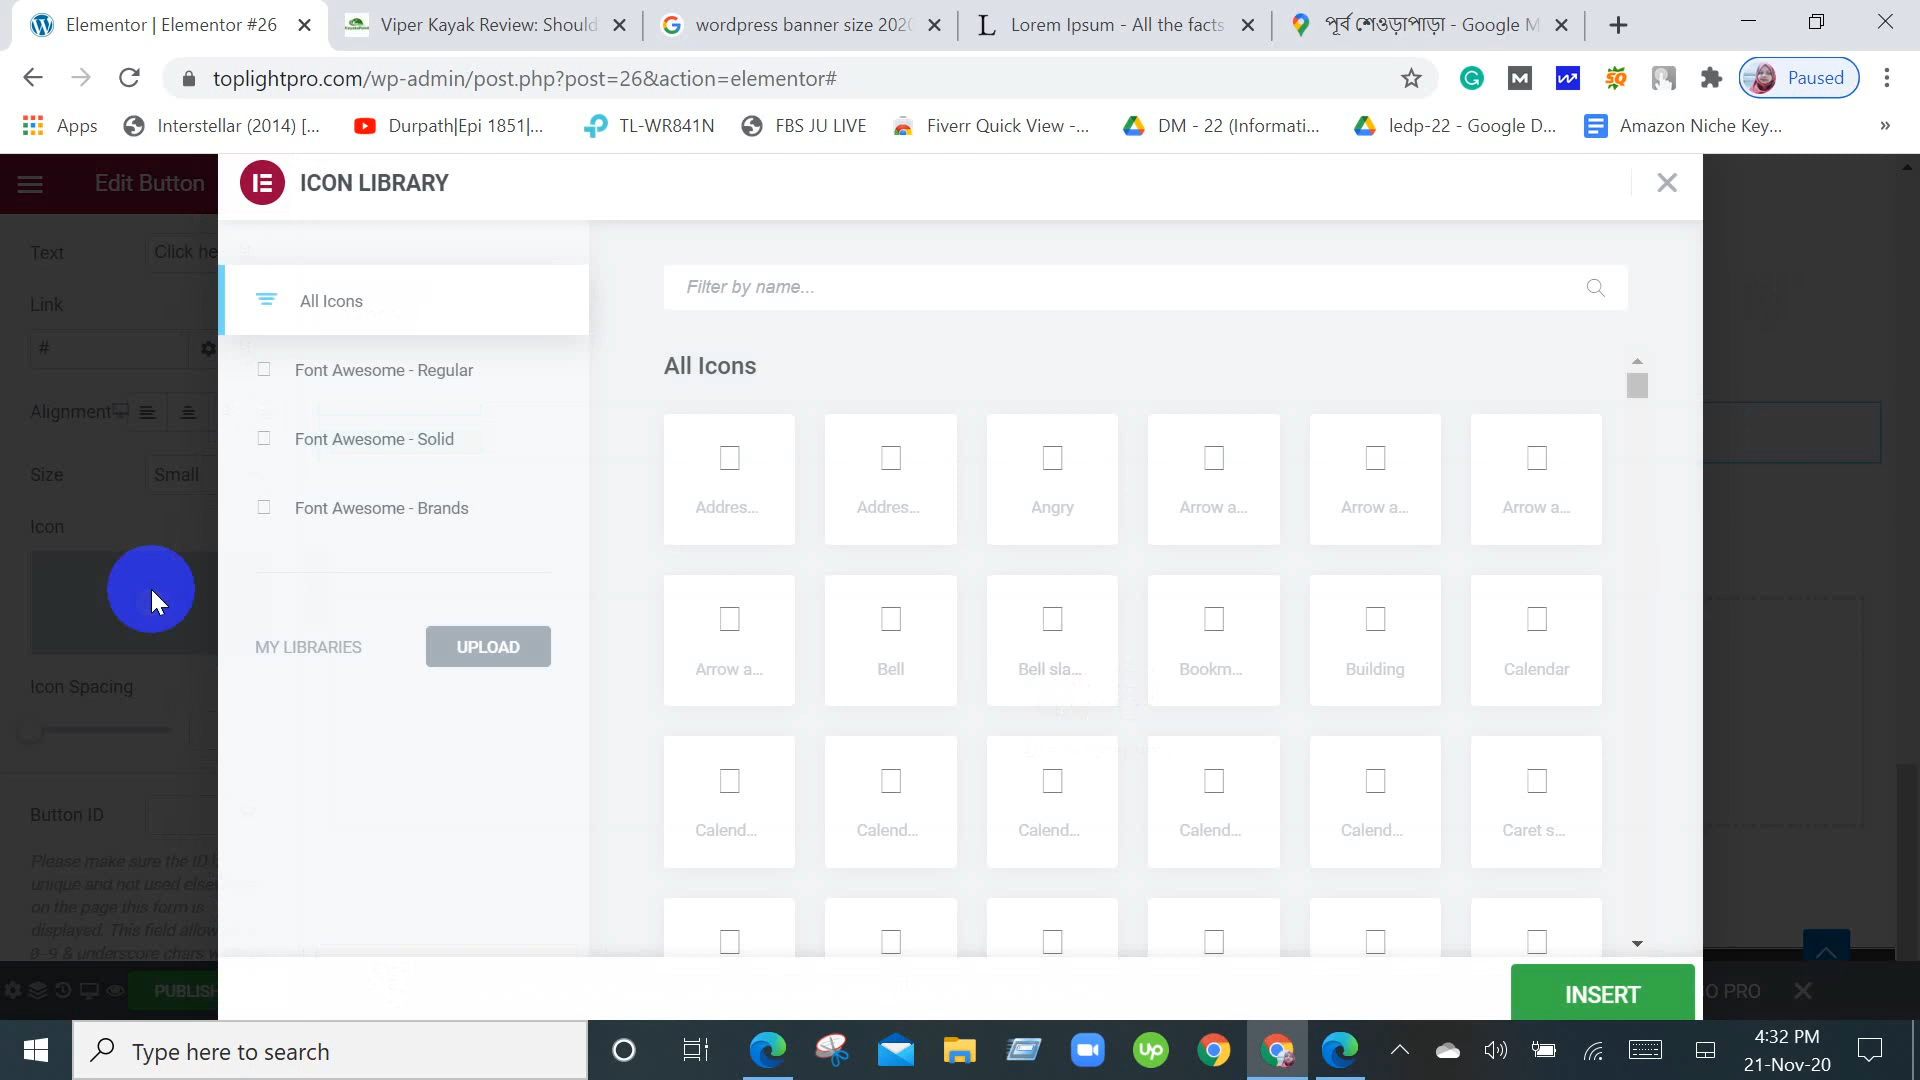 Elementor | Elementor #26
Viper Kayak Review: Should
wordpress banner size 2020
Lorem Ipsum - All the facts
পূর্ব শেওড়াপাড়া - Google M
toplightpro.com/wp-admin/post.php?post=26&action=elementor#
Paused
Apps
Interstellar (2014) [...
Durpath|Epi 1851|...
TL-WR841N
FBS JU LIVE
Fiverr Quick View -...
DM - 22 (Informati...
ledp-22 - Google D...
Amazon Niche Key...
»
Edit Button
ICON LIBRARY
Text
Click he
Link
#
Alignment
Size
Small
Icon
Icon Spacing
Button ID
Please make sure the ID
unique and not used else
on the page this form is
displayed. This field allow
& underscore chars
PUBLISH
All Icons
Font Awesome - Regular
Font Awesome - Solid
Font Awesome - Brands
MY LIBRARIES
UPLOAD
Filter by name...
All Icons
Addres...
Addres...
Angry
Arrow a...
Arrow a...
Arrow a...
Arrow a...
Bell
Bell sla...
Bookm...
Building
Calendar
Calend...
Calend...
Calend...
Calend...
Calend...
Caret s...
INSERT
O PRO
Type here to search
Up
4:32 PM
21-Nov-20